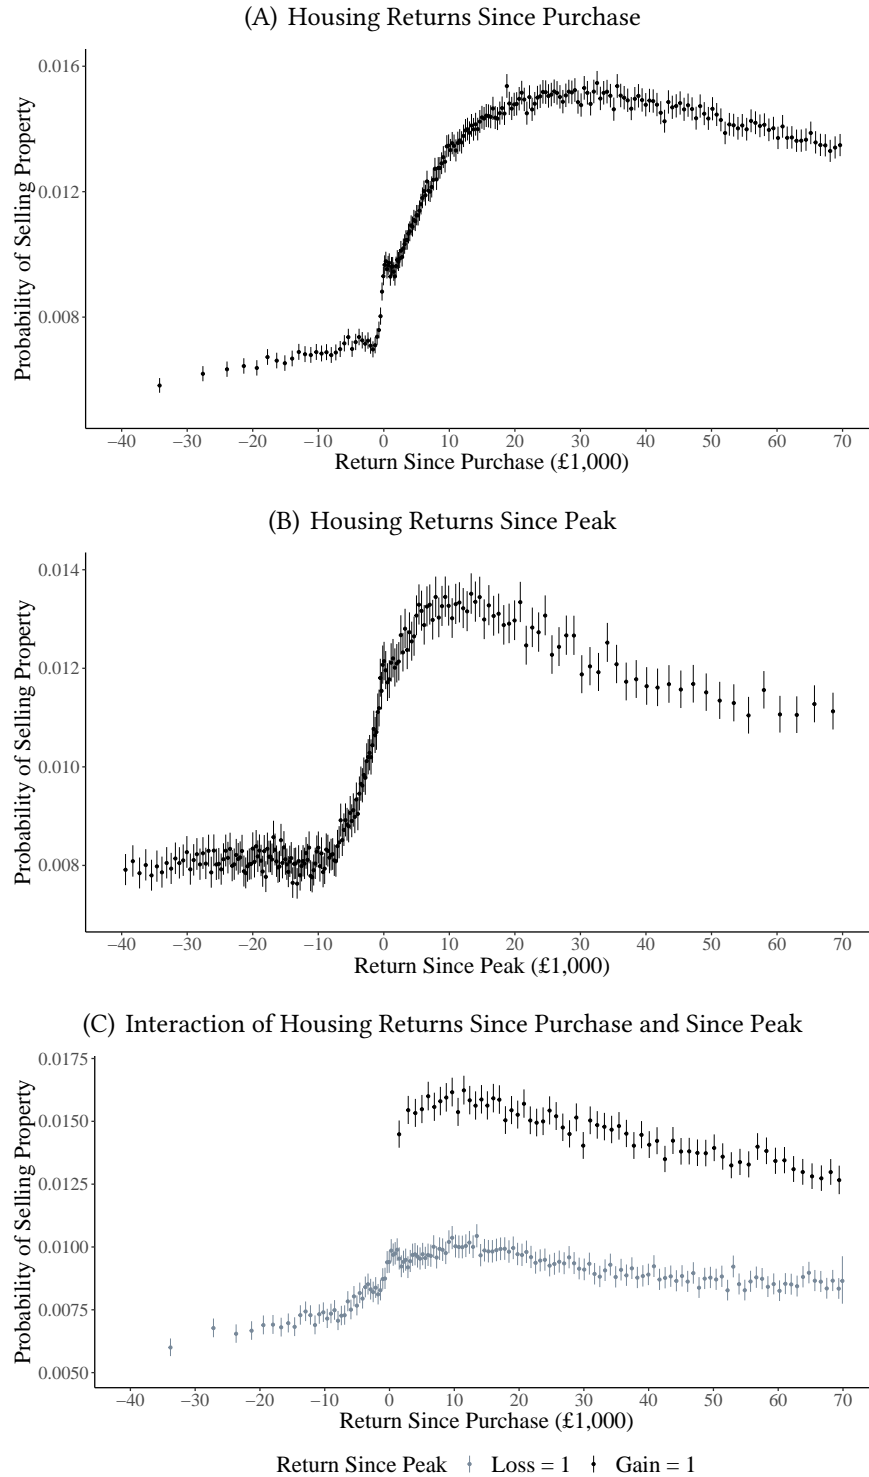 (A) Housing Returns Since Purchase
Probability of Selling Property
0.016
0.012
0.008
−40 −30 −20 −10 0 10 20 30 40 50 60 70
Return Since Purchase (£1,000)
(B) Housing Returns Since Peak
Probability of Selling Property
0.014
0.012
0.010
0.008
−40 −30 −20 −10 0 10 20 30 40 50 60 70
Return Since Peak (£1,000)
(C) Interaction of Housing Returns Since Purchase and Since Peak
Probability of Selling Property
0.0175
0.0150
0.0125
0.0100
0.0075
0.0050
−40 −30 −20 −10 0 10 20 30 40 50 60 70
Return Since Purchase (£1,000)
Return Since Peak Loss = 1 Gain = 1